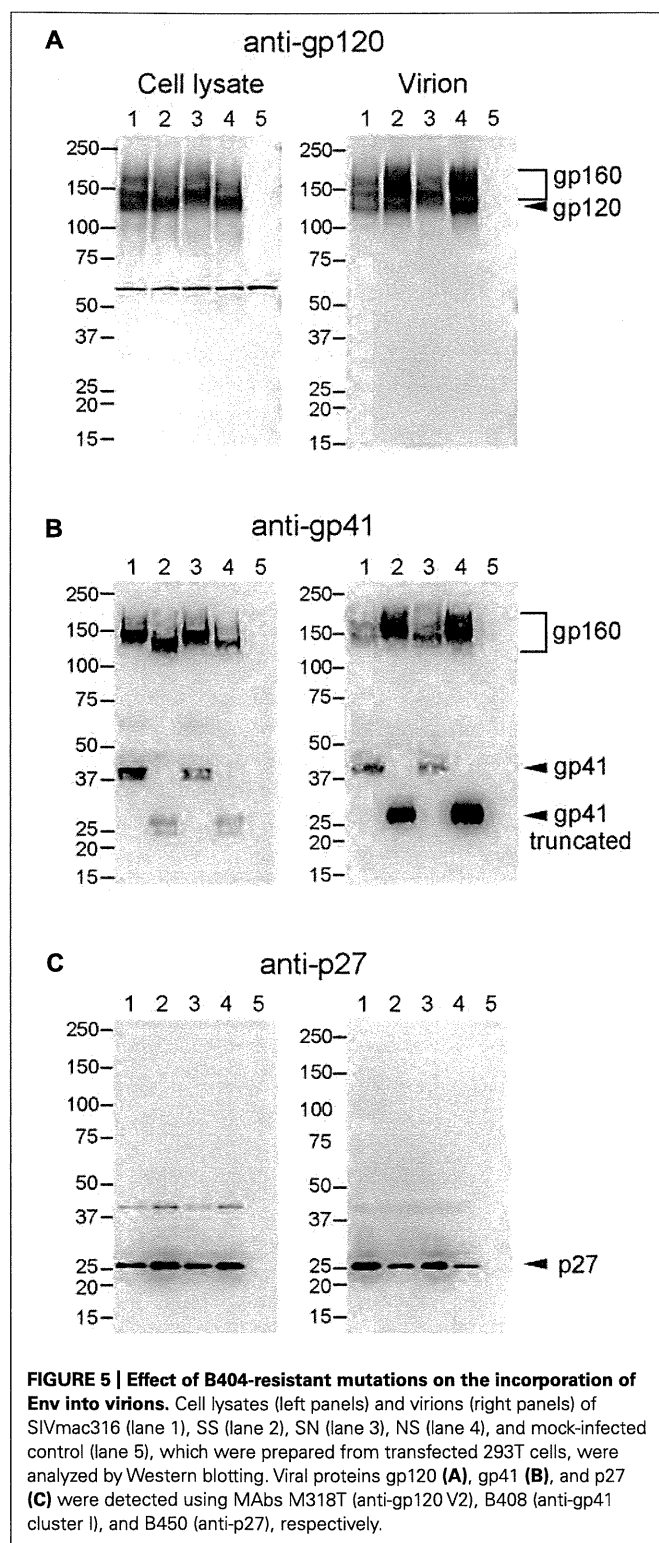 A
anti-gp120
Cell lysate
Virion
1 2 3 4 5
1 2 3 4 5
250
150
100
75
50
37
25
20
15
250
150
100
75
50
37
25
20
15
gp160
gp120
B
anti-gp41
1 2 3 4 5
1 2 3 4 5
250
150
100
75
50
37
25
20
15
250
150
100
75
50
37
25
20
15
gp160
gp41
gp41
truncated
C
anti-p27
1 2 3 4 5
1 2 3 4 5
250
150
100
75
50
37
25
20
15
250
150
100
75
50
37
25
20
15
p27
FIGURE 5 | Effect of B404-resistant mutations on the incorporation of
Env into virions. Cell lysates (left panels) and virions (right panels) of
SIVmac316 (lane 1), SS (lane 2), SN (lane 3), NS (lane 4), and mock-infected
control (lane 5), which were prepared from transfected 293T cells, were
analyzed by Western blotting. Viral proteins gp120 (A), gp41 (B), and p27
(C) were detected using MAbs M318T (anti-gp120 V2), B408 (anti-gp41
cluster I), and B450 (anti-p27), respectively.